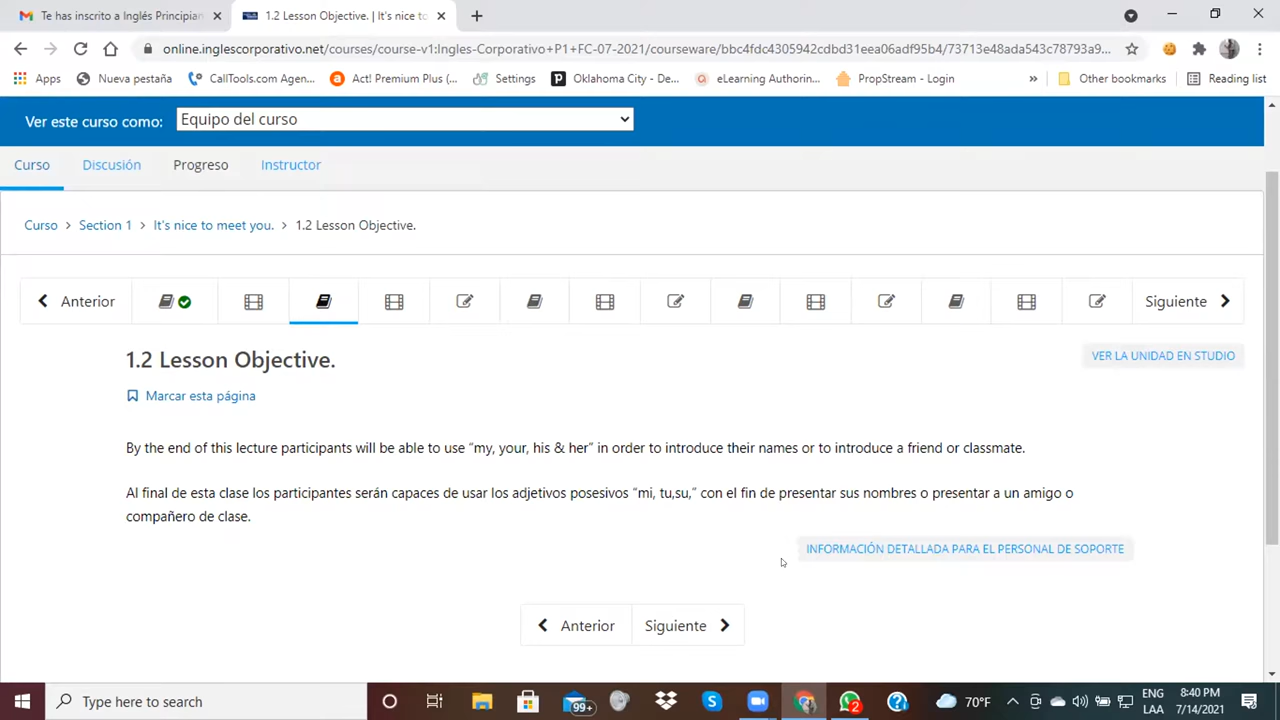 Te has inscrito a Inglés Principian
1.2 Lesson Objective. | It's nice to
online.inglescorporativo.net/courses/course-v1:Ingles-Corporativo+P1+FC-07-2021/courseware/bbc4fdc4305942cdbd31eea06adf95b4/73713e48ada543c78793a9...
Apps
Nueva pestaña
CallTools.com Agen...
Act! Premium Plus (...
Settings
Oklahoma City - De...
eLearning Authorin...
PropStream - Login
»
Other bookmarks
Reading list
Ver este curso como:
Equipo del curso
Curso
Discusión
Progreso
Instructor
Curso > Section 1 > It's nice to meet you. > 1.2 Lesson Objective.
Anterior
Siguiente
1.2 Lesson Objective.
VER LA UNIDAD EN STUDIO
Marcar esta página
By the end of this lecture participants will be able to use “my, your, his & her” in order to introduce their names or to introduce a friend or classmate.
Al final de esta clase los participantes serán capaces de usar los adjetivos posesivos “mi, tu,su,“ con el fin de presentar sus nombres o presentar a un amigo o
compañero de clase.
INFORMACIÓN DETALLADA PARA EL PERSONAL DE SOPORTE
Anterior
Siguiente
Type here to search
99+
2
70°F
ENG
LAA
8:40 PM
7/14/2021